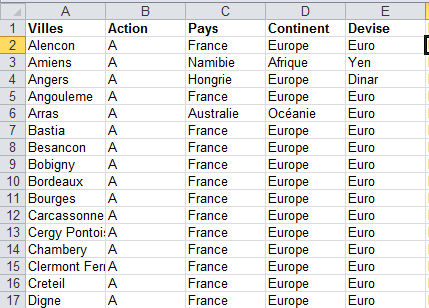 A B C D E
1 Villes Action Pays Continent Devise
2 Alencon A France Europe Euro
3 Amiens A Namibie Afrique Yen
4 Angers A Hongrie Europe Dinar
5 Angouleme A France Europe Euro
6 Arras A Australie Océanie Euro
7 Bastia A France Europe Euro
8 Besancon A France Europe Euro
9 Bobigny A France Europe Euro
10 Bordeaux A France Europe Euro
11 Bourges A France Europe Euro
12 Carcassonne A France Europe Euro
13 Cergy Pontois A France Europe Euro
14 Chambery A France Europe Euro
15 Clermont Fer A France Europe Euro
16 Creteil A France Europe Euro
17 Digne A France Europe Euro